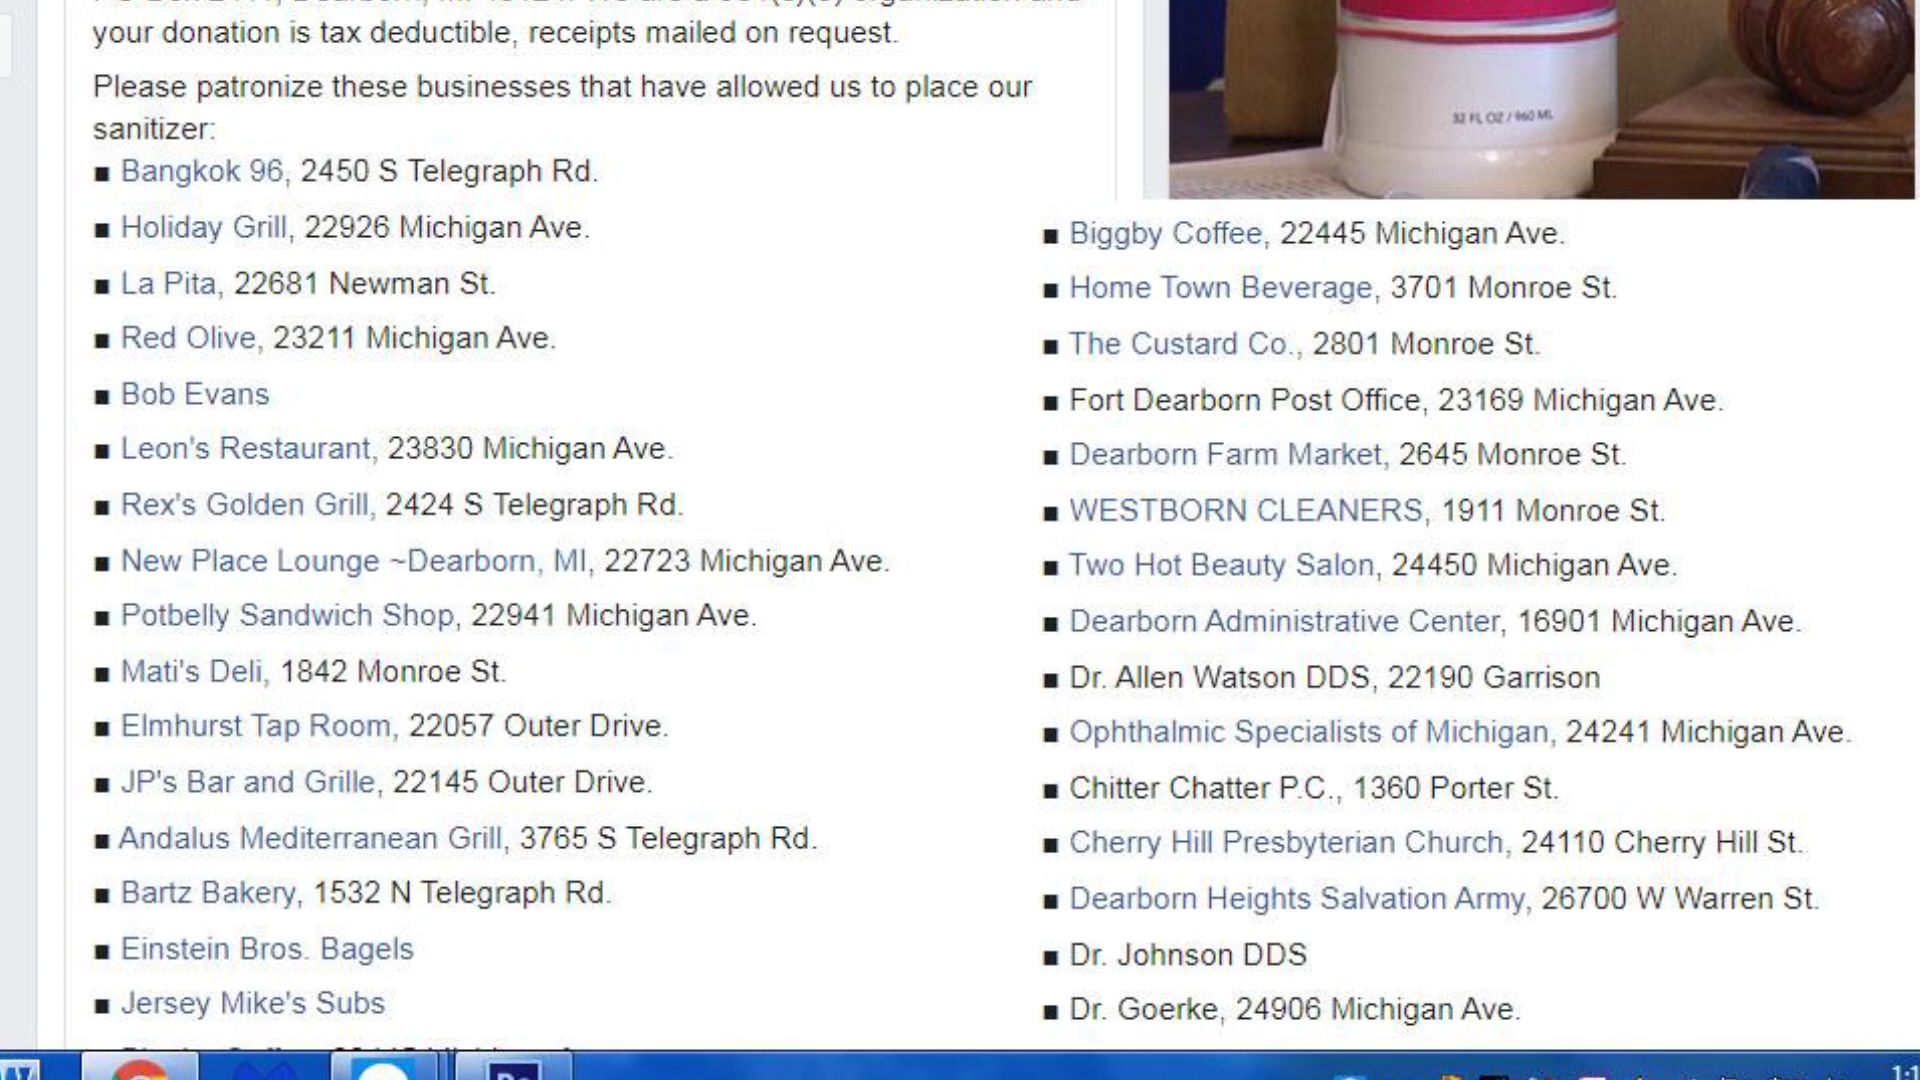 your donation is tax deductible, receipts mailed on request.
Please patronize these businesses that have allowed us to place our
sanitizer:
■ Bangkok 96, 2450 S Telegraph Rd.
■ Holiday Grill, 22926 Michigan Ave.
■ La Pita, 22681 Newman St.
■ Red Olive, 23211 Michigan Ave.
■ Bob Evans
■ Leon's Restaurant, 23830 Michigan Ave.
■ Rex's Golden Grill, 2424 S Telegraph Rd.
■ New Place Lounge ~Dearborn, MI, 22723 Michigan Ave.
■ Potbelly Sandwich Shop, 22941 Michigan Ave.
■ Mati's Deli, 1842 Monroe St.
■ Elmhurst Tap Room, 22057 Outer Drive.
■ JP's Bar and Grille, 22145 Outer Drive.
■ Andalus Mediterranean Grill, 3765 S Telegraph Rd.
■ Bartz Bakery, 1532 N Telegraph Rd.
■ Einstein Bros. Bagels
■ Jersey Mike's Subs
32 FL OZ / 960 ML
■ Biggby Coffee, 22445 Michigan Ave.
■ Home Town Beverage, 3701 Monroe St.
■ The Custard Co., 2801 Monroe St.
■ Fort Dearborn Post Office, 23169 Michigan Ave.
■ Dearborn Farm Market, 2645 Monroe St.
■ WESTBORN CLEANERS, 1911 Monroe St.
■ Two Hot Beauty Salon, 24450 Michigan Ave.
■ Dearborn Administrative Center, 16901 Michigan Ave.
■ Dr. Allen Watson DDS, 22190 Garrison
■ Ophthalmic Specialists of Michigan, 24241 Michigan Ave.
■ Chitter Chatter P.C., 1360 Porter St.
■ Cherry Hill Presbyterian Church, 24110 Cherry Hill St.
■ Dearborn Heights Salvation Army, 26700 W Warren St.
■ Dr. Johnson DDS
■ Dr. Goerke, 24906 Michigan Ave.